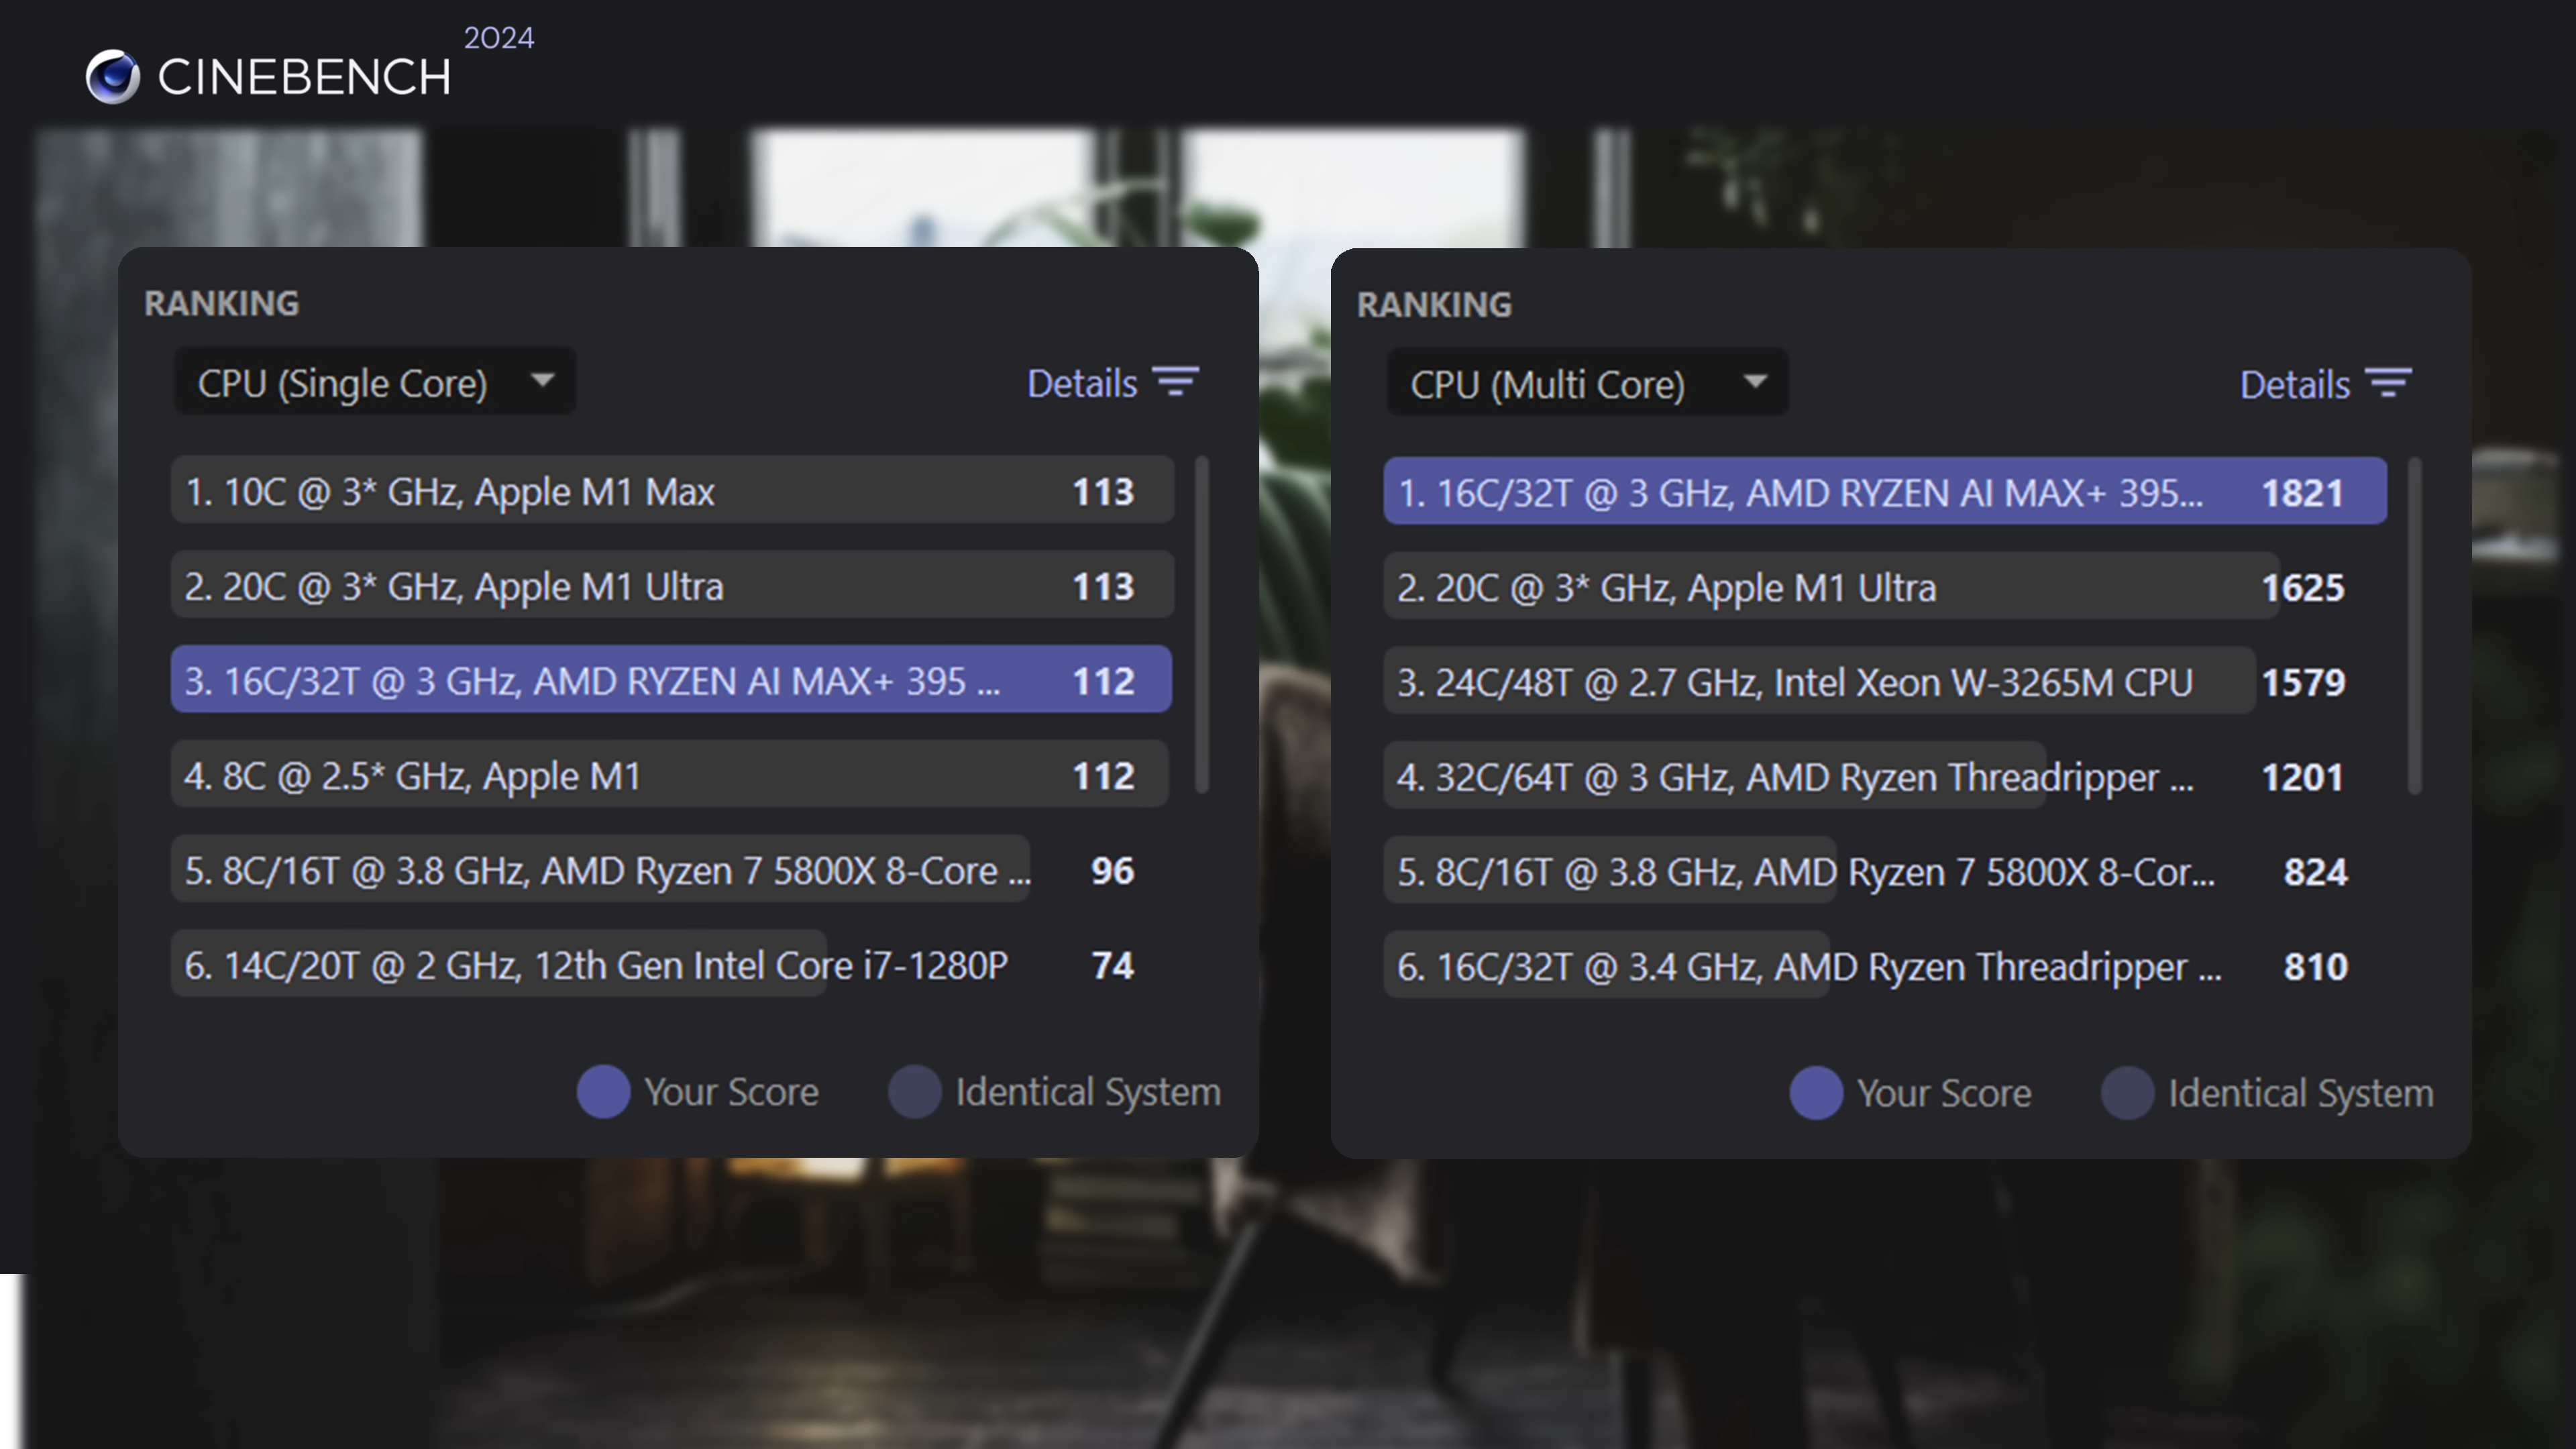 CINEBENCH 2024
RANKING
CPU (Single Core)
Details
1. 10C @ 3* GHz, Apple M1 Max 113
2. 20C @ 3* GHz, Apple M1 Ultra 113
3. 16C/32T @ 3 GHz, AMD RYZEN AI MAX+ 395 ... 112
4. 8C @ 2.5* GHz, Apple M1 112
5. 8C/16T @ 3.8 GHz, AMD Ryzen 7 5800X 8-Core ... 96
6. 14C/20T @ 2 GHz, 12th Gen Intel Core i7-1280P 74
Your Score
Identical System
RANKING
CPU (Multi Core)
Details
1. 16C/32T @ 3 GHz, AMD RYZEN AI MAX+ 395... 1821
2. 20C @ 3* GHz, Apple M1 Ultra 1625
3. 24C/48T @ 2.7 GHz, Intel Xeon W-3265M CPU 1579
4. 32C/64T @ 3 GHz, AMD Ryzen Threadripper ... 1201
5. 8C/16T @ 3.8 GHz, AMD Ryzen 7 5800X 8-Cor... 824
6. 16C/32T @ 3.4 GHz, AMD Ryzen Threadripper ... 810
Your Score
Identical System